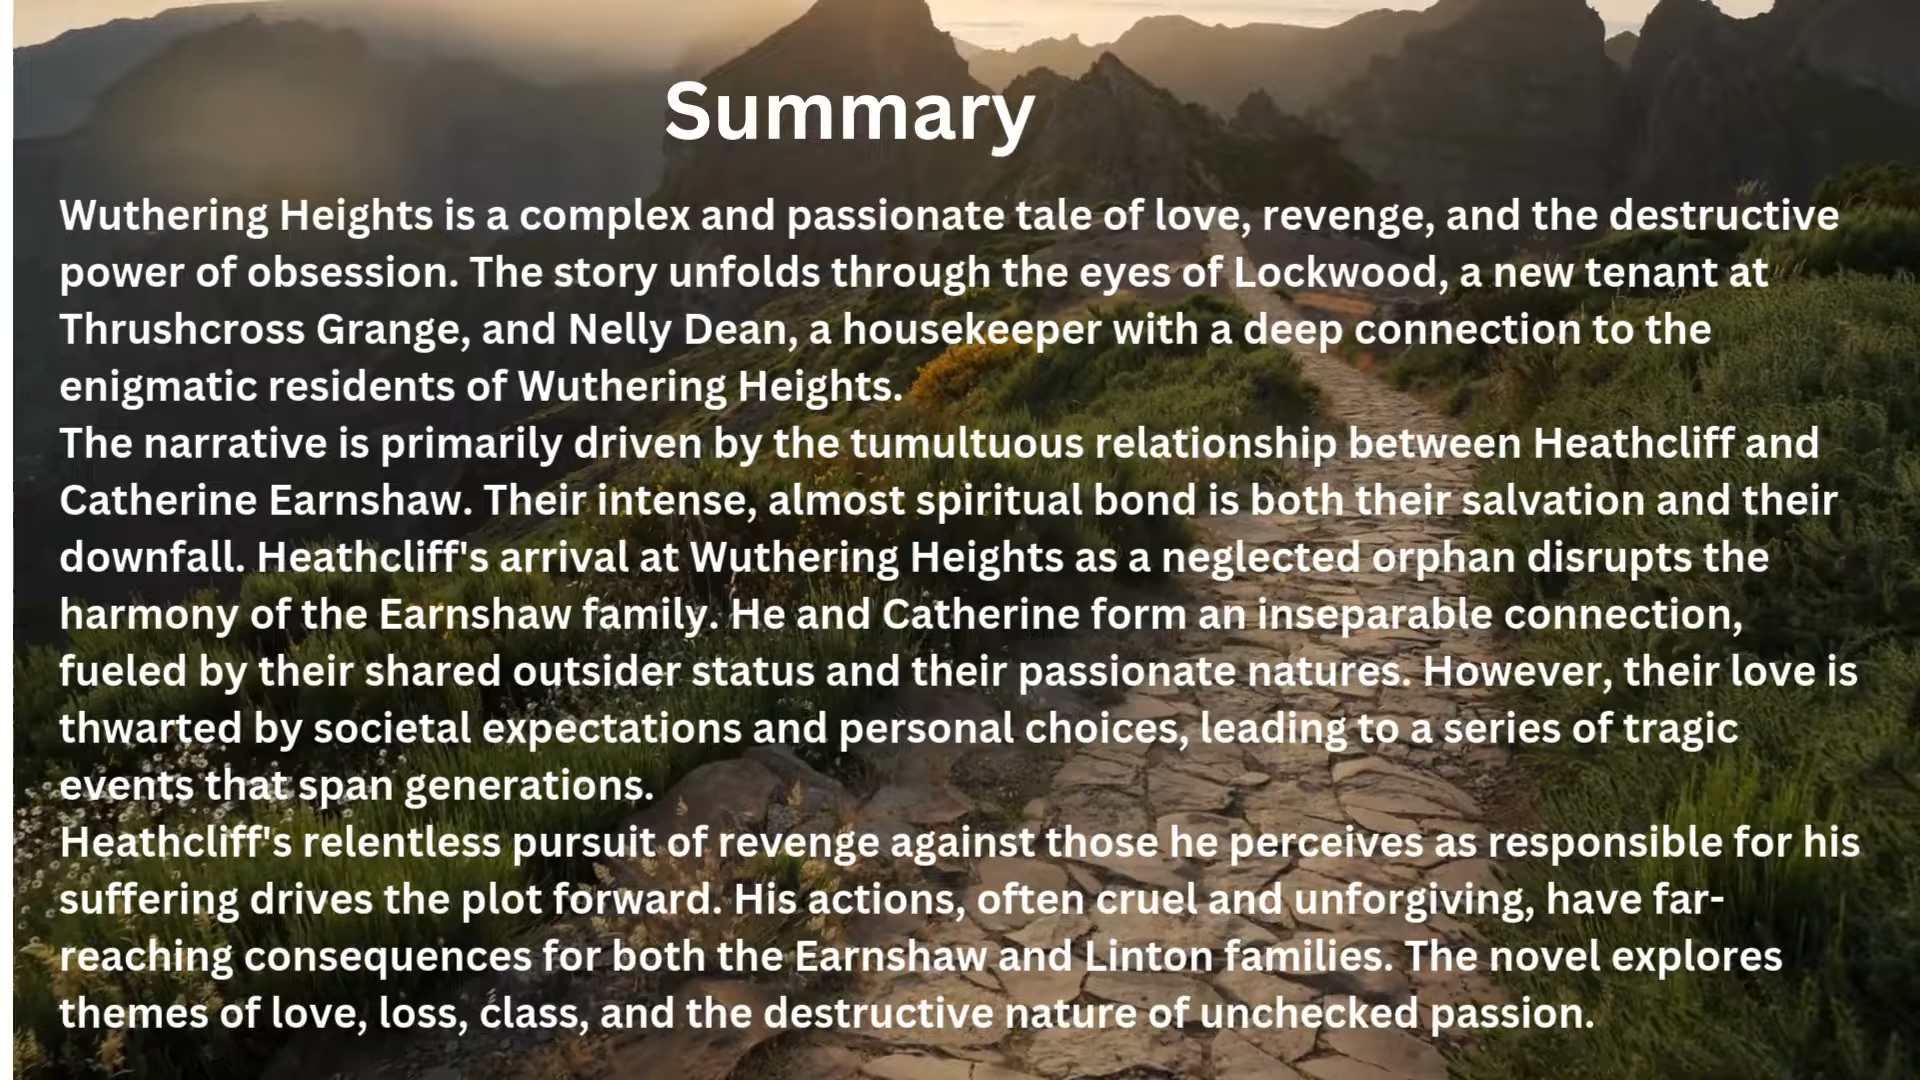 Summary
Wuthering Heights is a complex and passionate tale of love, revenge, and the destructive
power of obsession. The story unfolds through the eyes of Lockwood, a new tenant at
Thrushcross Grange, and Nelly Dean, a housekeeper with a deep connection to the
enigmatic residents of Wuthering Heights.
The narrative is primarily driven by the tumultuous relationship between Heathcliff and
Catherine Earnshaw. Their intense, almost spiritual bond is both their salvation and their
downfall. Heathcliff's arrival at Wuthering Heights as a neglected orphan disrupts the
harmony of the Earnshaw family. He and Catherine form an inseparable connection,
fueled by their shared outsider status and their passionate natures. However, their love is
thwarted by societal expectations and personal choices, leading to a series of tragic
events that span generations.
Heathcliff's relentless pursuit of revenge against those he perceives as responsible for his
suffering drives the plot forward. His actions, often cruel and unforgiving, have far-
reaching consequences for both the Earnshaw and Linton families. The novel explores
themes of love, loss, class, and the destructive nature of unchecked passion.